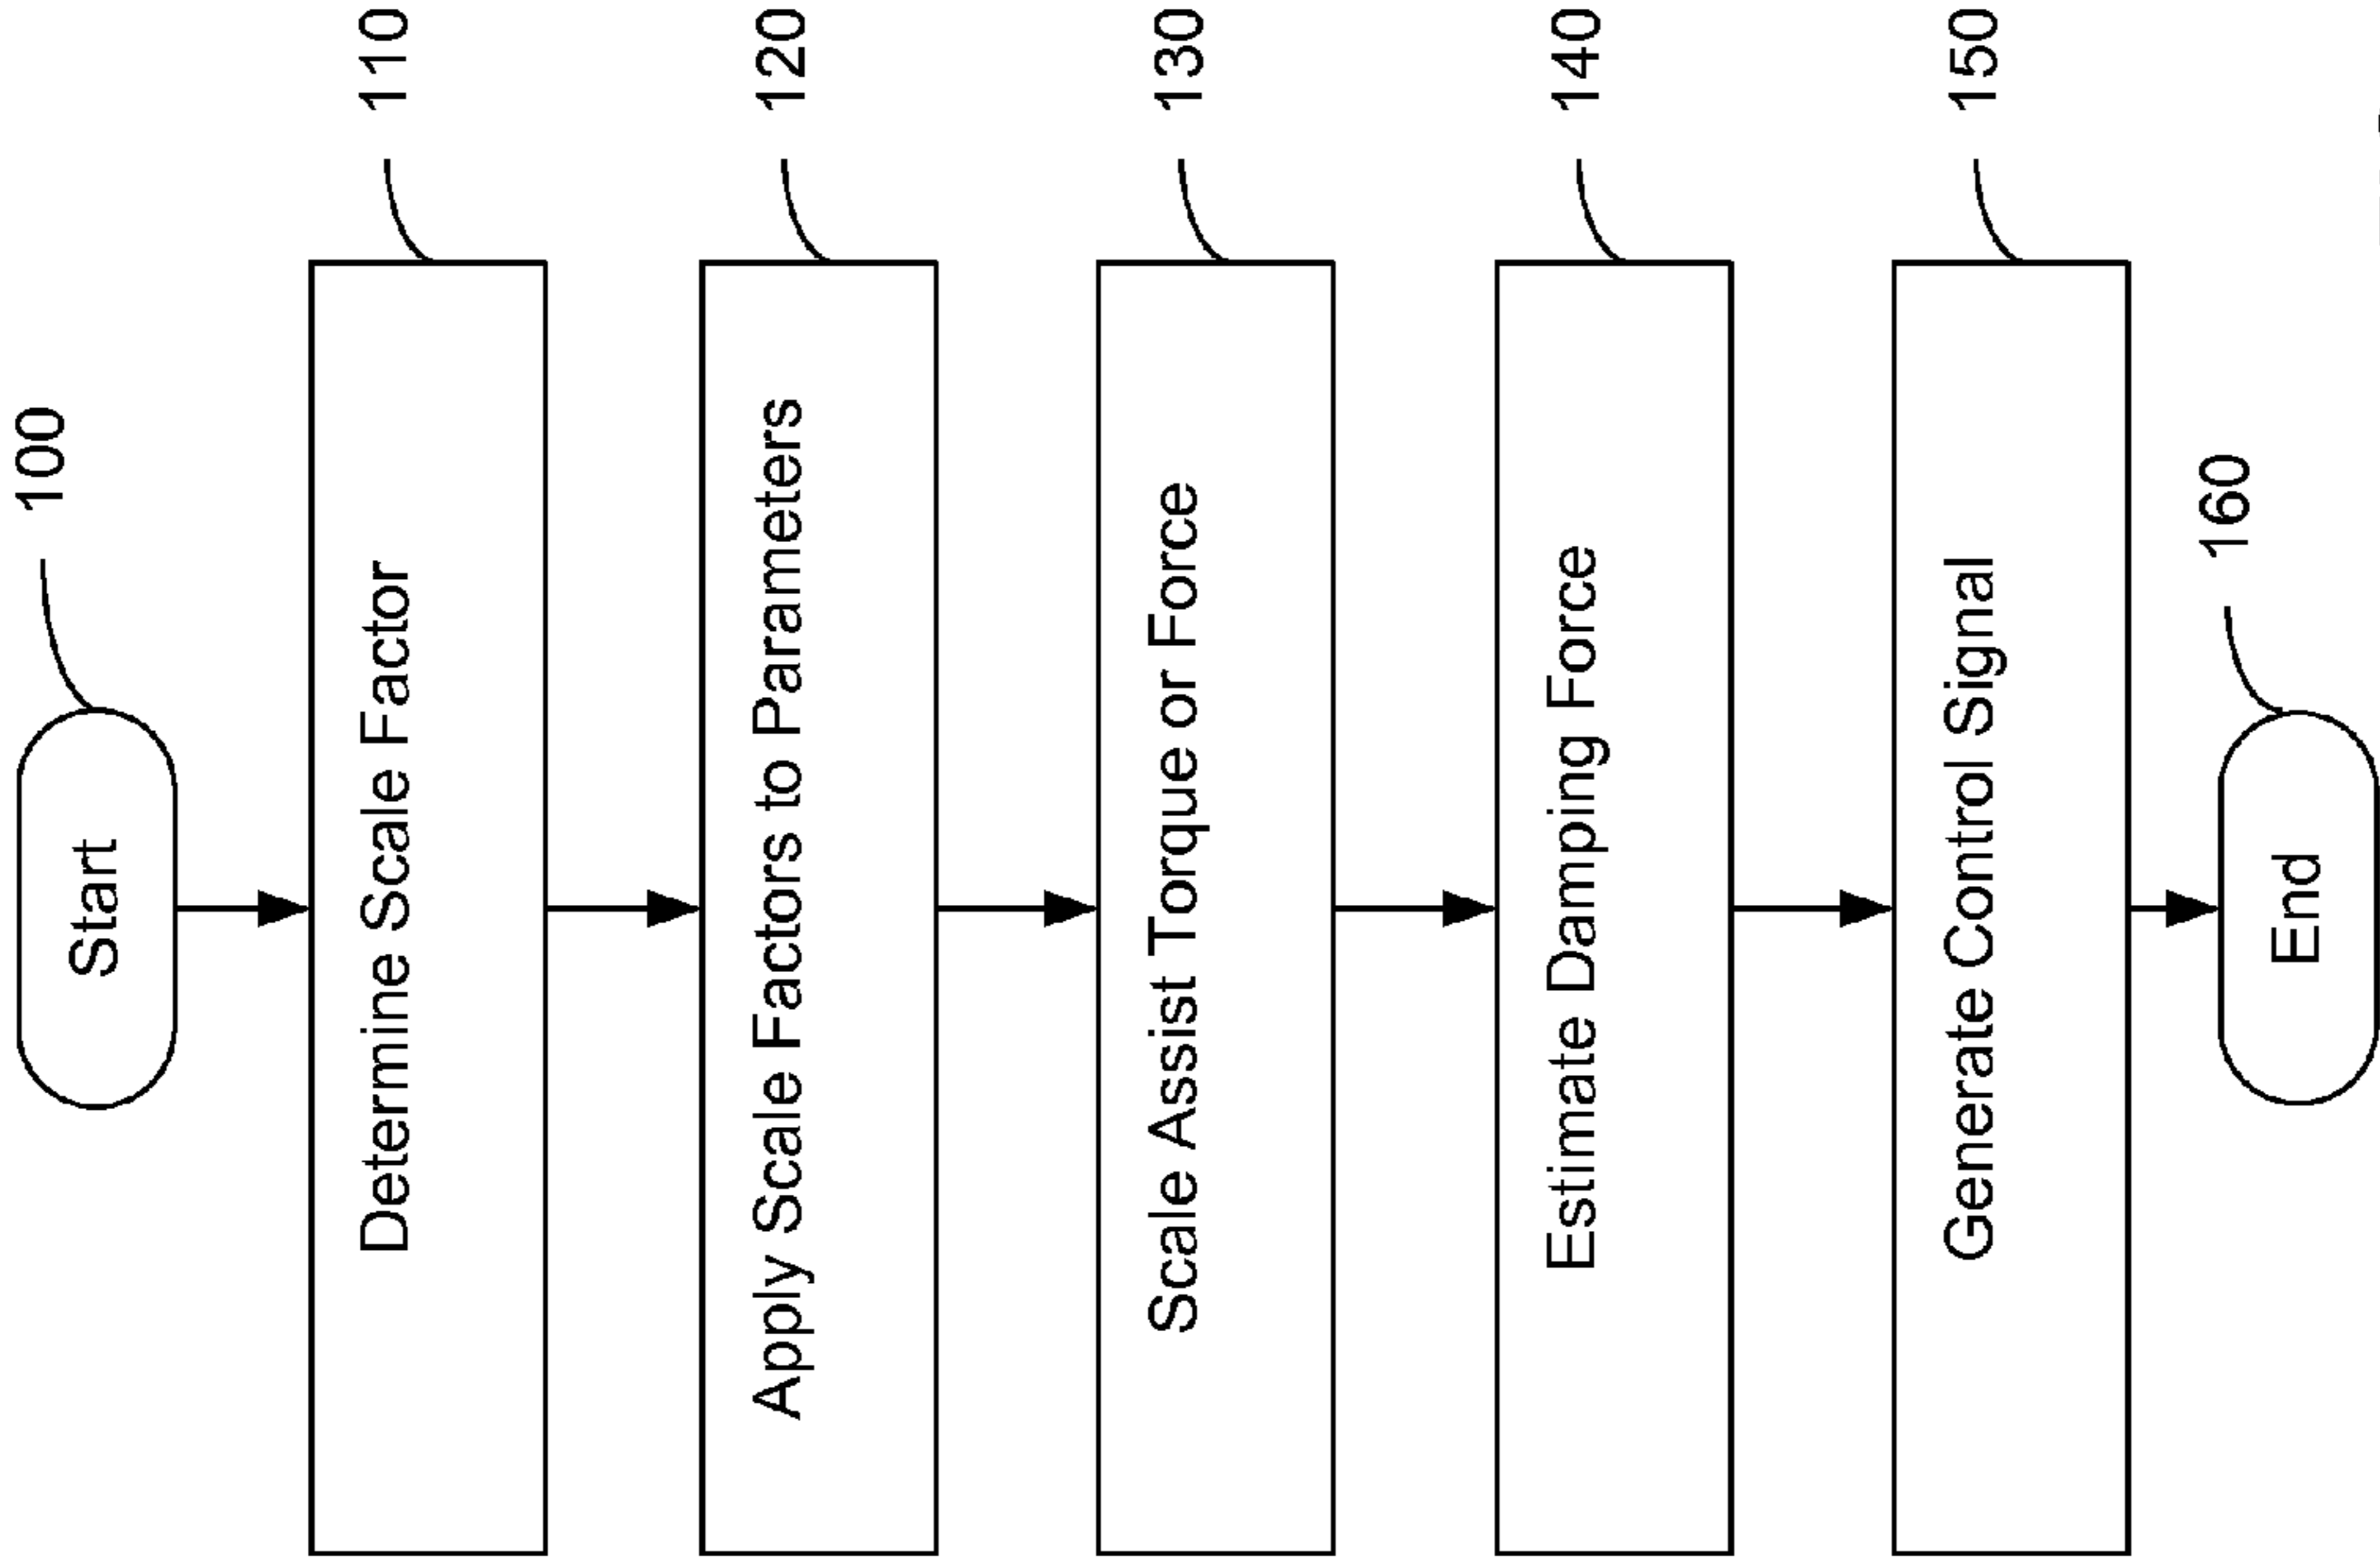 Start
100
Determine Scale Factor
110
Apply Scale Factors to Parameters
120
Scale Assist Torque or Force
130
Estimate Damping Force
140
Generate Control Signal
150
End
160